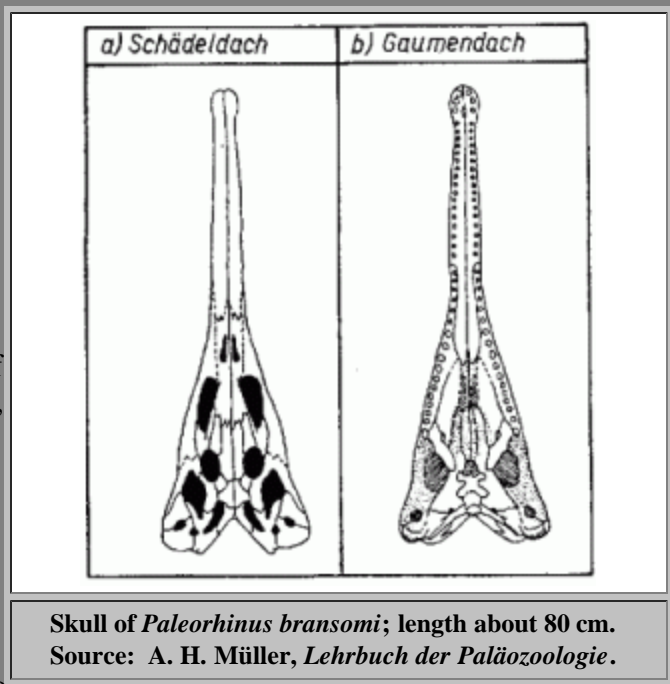 a) Schädeldach
b) Gaumendach
Skull of Paleorhinus bransomi; length about 80 cm.
Source: A. H. Müller, Lehrbuch der Paläozoologie.